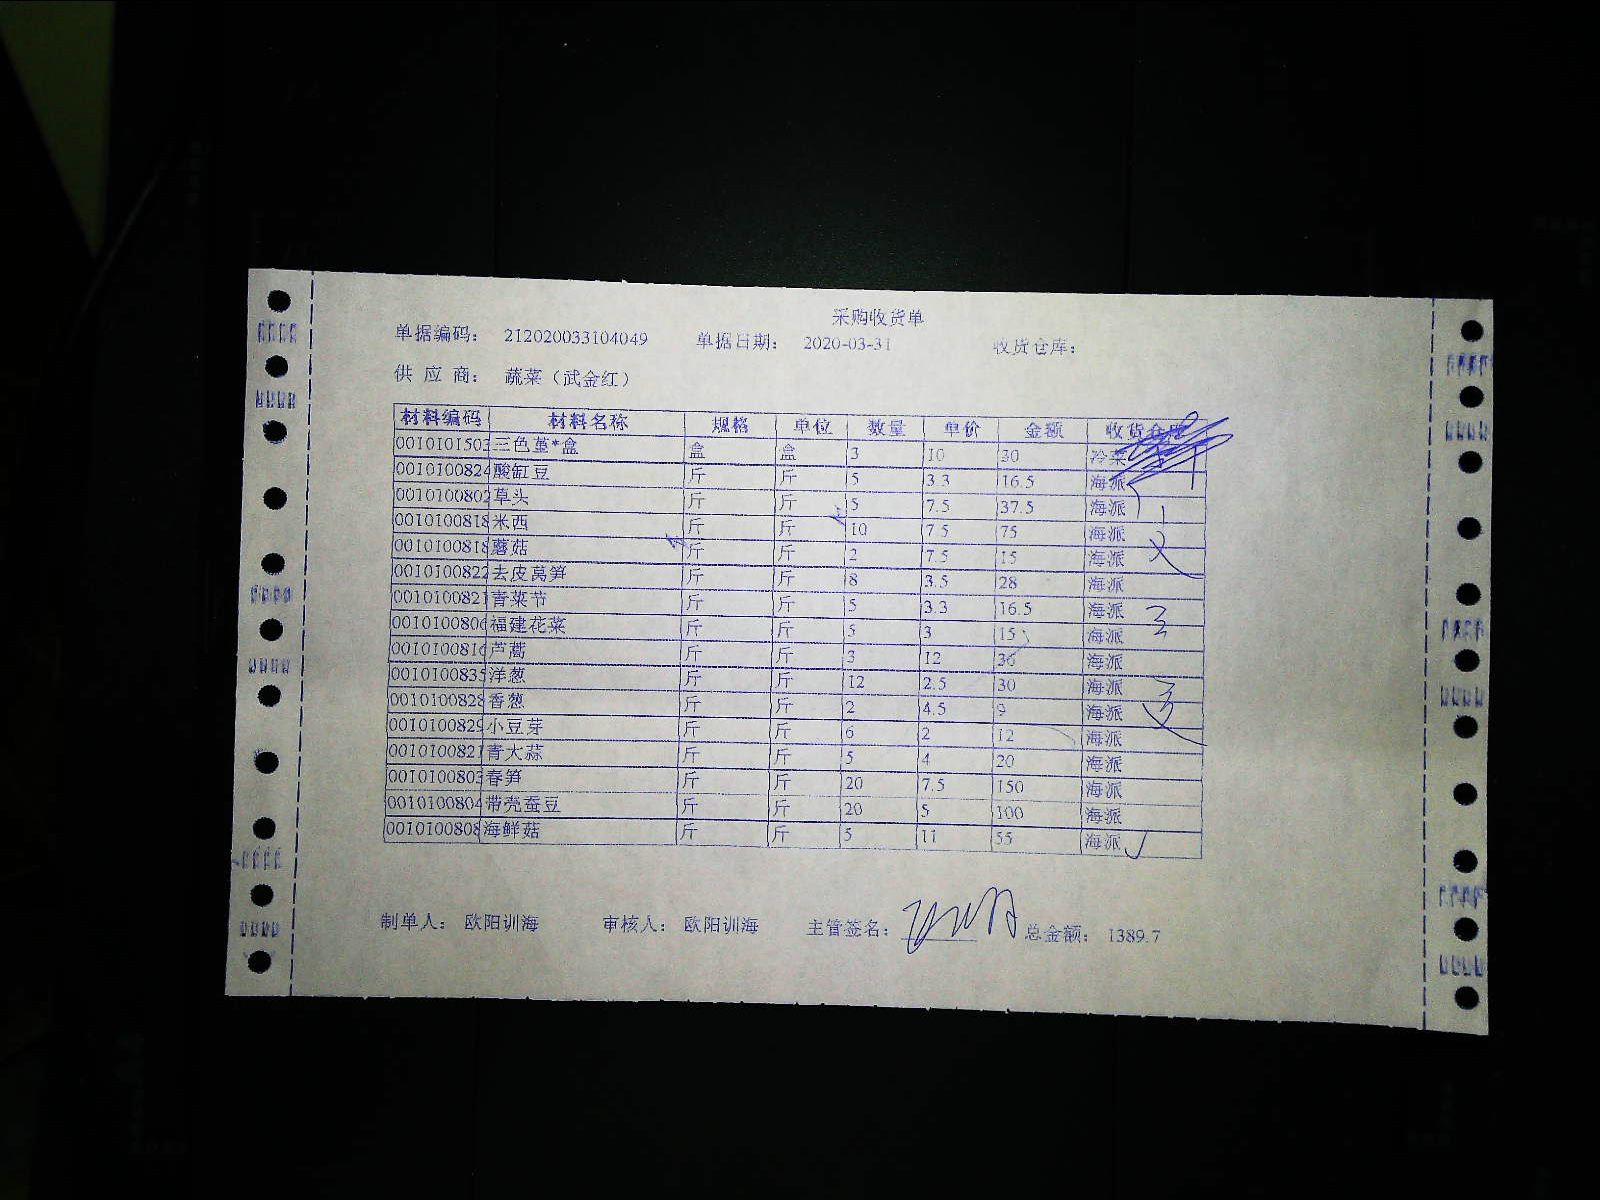 采购收货单
单据编码： 212020033104049 单据日期： 2020-03-31 收货仓库：
供 应 商： 蔬菜（武金红）
材料编码 材料名称 规格 单位 数量 单价 金额 收货仓库
0010101503 三色堇*盒 盒 盒 3 10 30 冷菜
0010100824 酸缸豆 斤 斤 5 3.3 16.5 海派
0010100802 草头 斤 斤 5 7.5 37.5 海派
0010100818 米西 斤 斤 10 7.5 75 海派
0010100818 蘑菇 斤 斤 2 7.5 15 海派
0010100822 去皮莴笋 斤 斤 8 3.5 28 海派
0010100821 青菜节 斤 斤 5 3.3 16.5 海派
0010100806 福建花菜 斤 斤 5 3 15 海派
0010100816 芦蒿 斤 斤 3 12 36 海派
0010100835 洋葱 斤 斤 12 2.5 30 海派
0010100828 香葱 斤 斤 2 4.5 9 海派
0010100829 小豆芽 斤 斤 6 2 12 海派
0010100821 青大蒜 斤 斤 5 4 20 海派
0010100803 春笋 斤 斤 20 7.5 150 海派
0010100804 带壳蚕豆 斤 斤 20 5 100 海派
0010100808 海鲜菇 斤 斤 5 11 55 海派
制单人： 欧阳训海 审核人： 欧阳训海 主管签名： 总金额： 1389.7